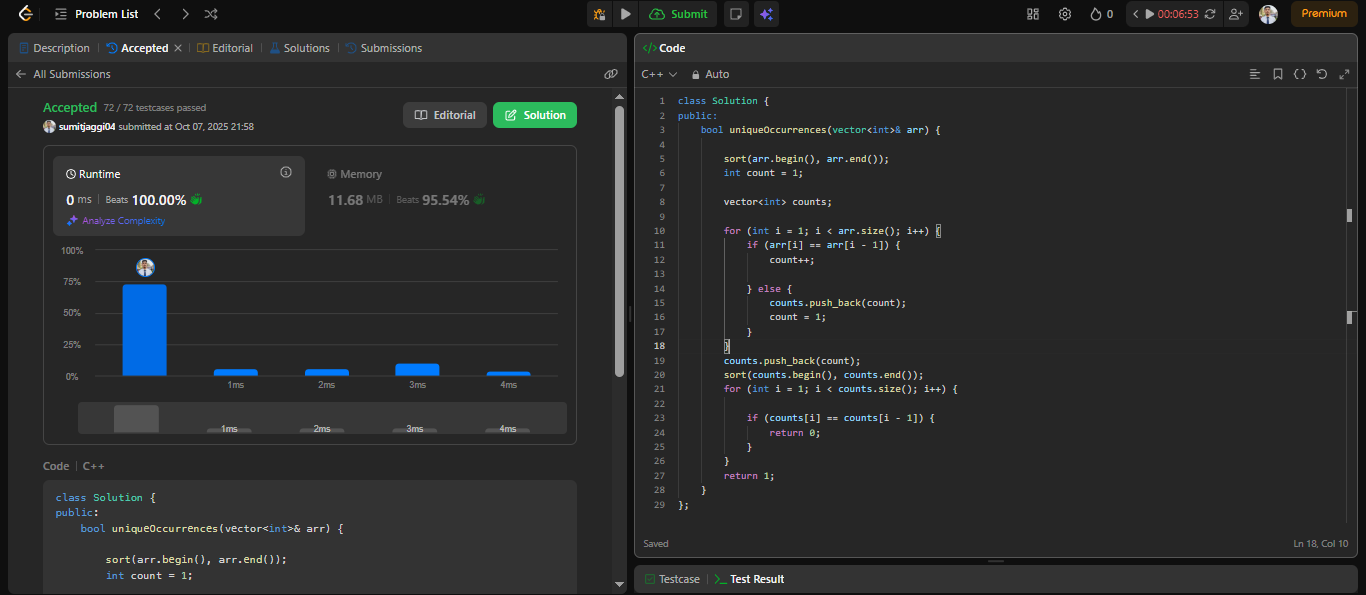 Problem List
Submit
0
00:06:53
Premium
Description
Accepted
Editorial
Solutions
Submissions
All Submissions
Accepted 72 / 72 testcases passed
sumitjaggi04 submitted at Oct 07, 2025 21:58
Editorial
Solution
Runtime
0 ms Beats 100.00%
Analyze Complexity
Memory
11.68 MB Beats 95.54%
100%
75%
50%
25%
0%
1ms 2ms 3ms 4ms
1ms 2ms 3ms 4ms
Code C++
class Solution {
public:
    bool uniqueOccurrences(vector<int>& arr) {
        sort(arr.begin(), arr.end());
        int count = 1;
</> Code
C++ Auto
1 class Solution {
2 public:
3     bool uniqueOccurrences(vector<int>& arr) {
4
5         sort(arr.begin(), arr.end());
6         int count = 1;
7
8         vector<int> counts;
9
10         for (int i = 1; i < arr.size(); i++) {
11             if (arr[i] == arr[i - 1]) {
12                 count++;
13
14             } else {
15                 counts.push_back(count);
16                 count = 1;
17             }
18         }
19         counts.push_back(count);
20         sort(counts.begin(), counts.end());
21         for (int i = 1; i < counts.size(); i++) {
22
23             if (counts[i] == counts[i - 1]) {
24                 return 0;
25             }
26         }
27         return 1;
28     }
29 };
Saved
Ln 18, Col 10
Testcase
Test Result